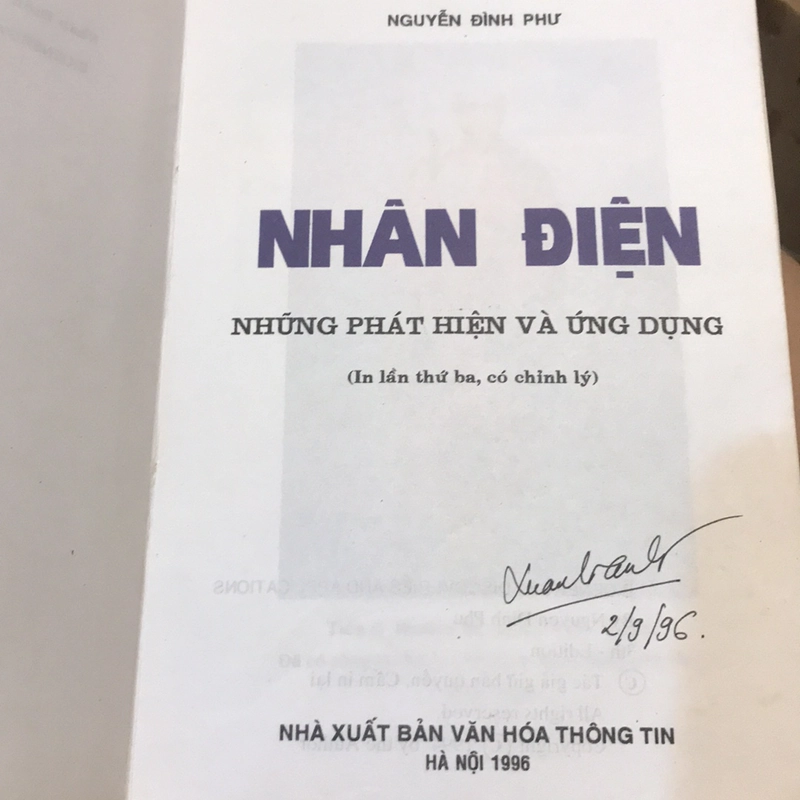 NGUYỄN ĐÌNH PHƯ
NHÂN ĐIỆN
NHỮNG PHÁT HIỆN VÀ ỨNG DỤNG
(In lần thứ ba, có chỉnh lý)
2/9/96.
NHÀ XUẤT BẢN VĂN HÓA THÔNG TIN
HÀ NỘI 1996